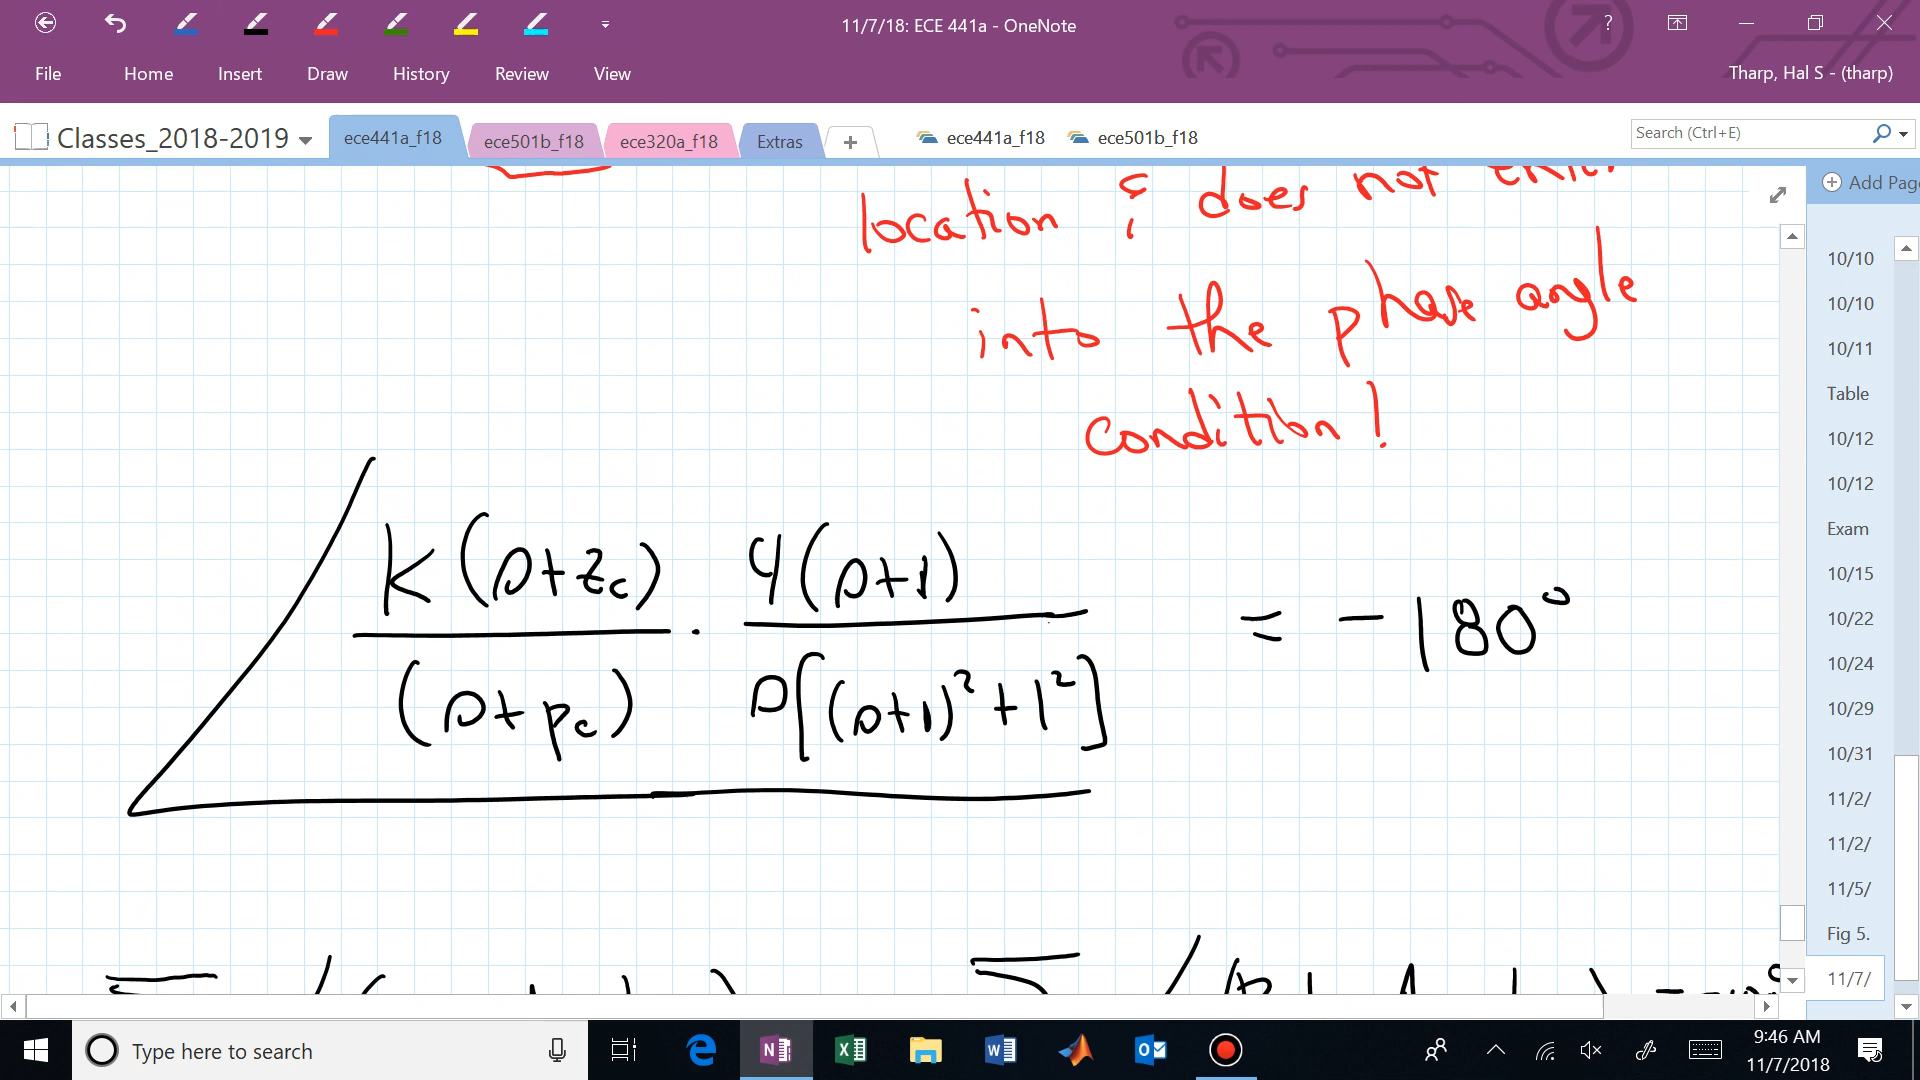 11/7/18: ECE 441a - OneNote
?
File Home Insert Draw History Review View
Tharp, Hal S - (tharp)
Classes_2018-2019
ece441a_f18
ece501b_f18
ece320a_f18
Extras
+
ece441a_f18
ece501b_f18
Search (Ctrl+E)
Add Pag
location & does not
into the phase angle
condition!
K(s+zc) / (s+pc) · 4(s+1) / s[(s+1)²+1²] = -180°
10/10
10/10
10/11
Table
10/12
10/12
Exam
10/15
10/22
10/24
10/29
10/31
11/2/
11/2/
11/5/
Fig 5.
11/7/
Type here to search
9:46 AM
11/7/2018